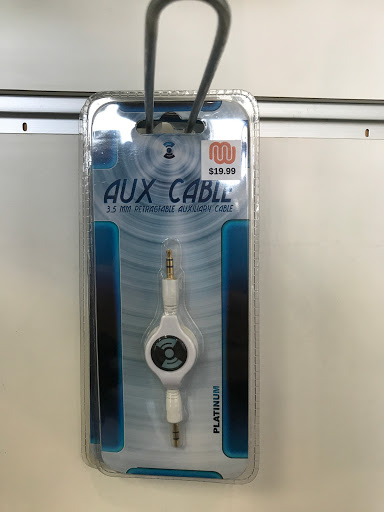 $19.99
AUX CABLE
3.5 MM RETRACTABLE AUXILIARY CABLE
PLATINUM